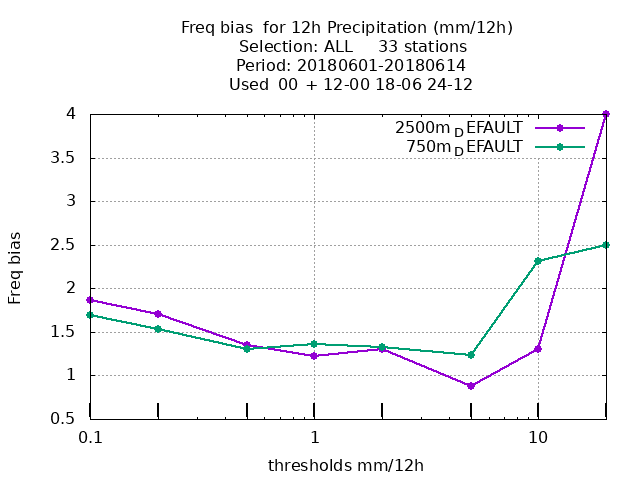 Freq bias  for 12h Precipitation (mm/12h)
Selection: ALL     33 stations
Period: 20180601-20180614
Used  00 + 12-00 18-06 24-12
2500m_DEFAULT
750m_DEFAULT
4
3.5
3
2.5
2
1.5
1
0.5
Freq bias
0.1 1 10
thresholds mm/12h